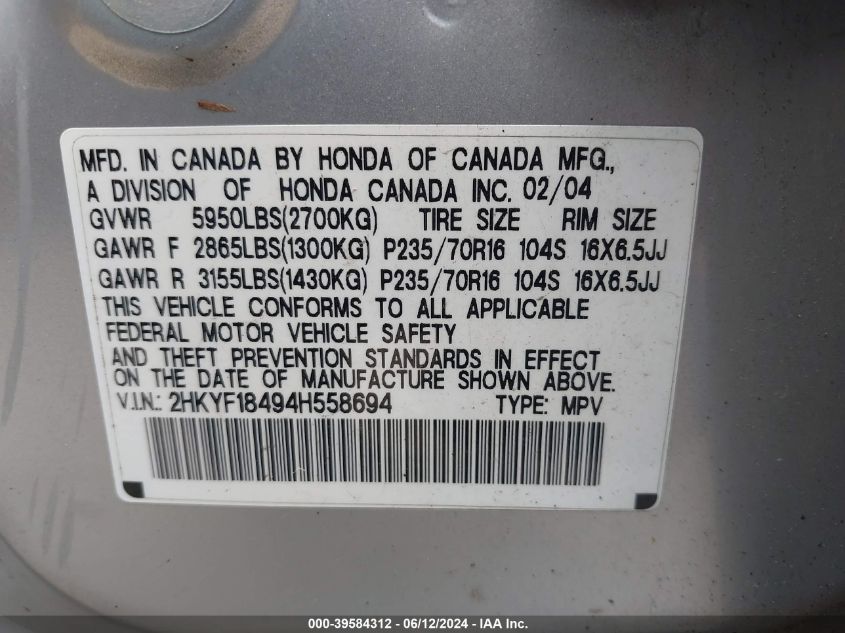 MFD. IN CANADA BY HONDA OF CANADA MFG.,
A DIVISION OF HONDA CANADA INC. 02/04
GVWR 5950LBS(2700KG) TIRE SIZE RIM SIZE
GAWR F 2865LBS(1300KG) P235/70R16 104S 16X6.5JJ
GAWR R 3155LBS(1430KG) P235/70R16 104S 16X6.5JJ
THIS VEHICLE CONFORMS TO ALL APPLICABLE
FEDERAL MOTOR VEHICLE SAFETY
AND THEFT PREVENTION STANDARDS IN EFFECT
ON THE DATE OF MANUFACTURE SHOWN ABOVE.
V.I.N.: 2HKYF18494H558694 TYPE: MPV
000-39584312 - 06/12/2024 - IAA Inc.